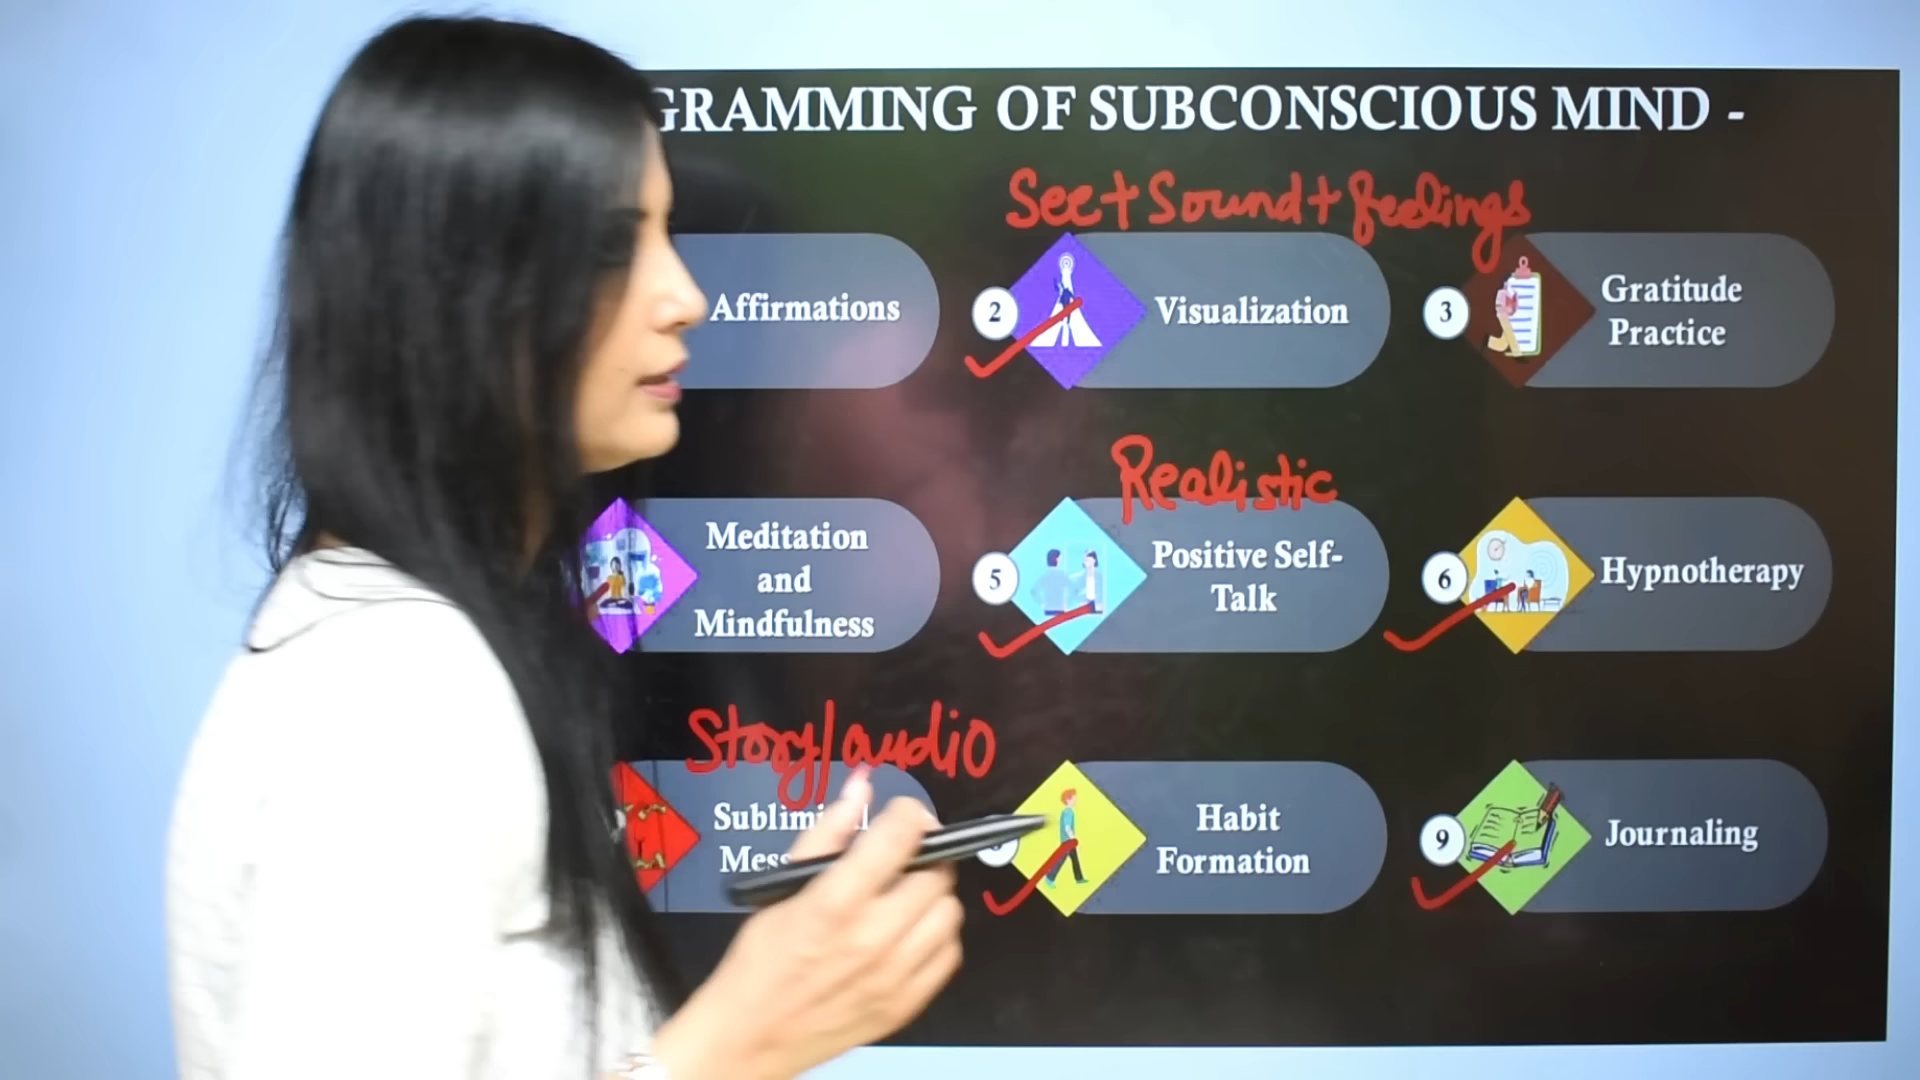 GRAMMING OF SUBCONSCIOUS MIND -
See + Sound + feelings
Affirmations
2
Visualization
3
Gratitude
Practice
Realistic
Meditation
and
Mindfulness
5
Positive Self-
Talk
6
Hypnotherapy
Story/audio
Mess
Habit
Formation
9
Journaling